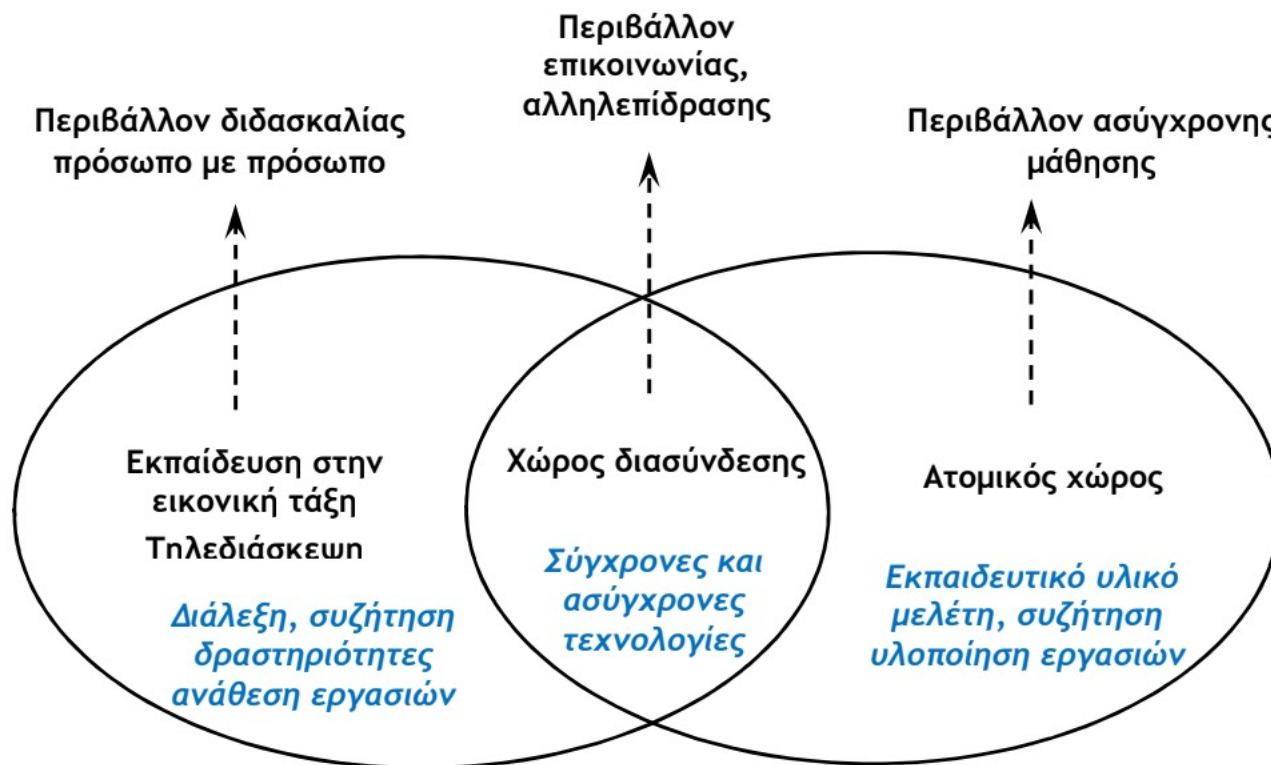 Περιβάλλον
επικοινωνίας,
αλληλεπίδρασης
Περιβάλλον διδασκαλίας
πρόσωπο με πρόσωπο
Περιβάλλον ασύγχρονης
μάθησης
Εκπαίδευση στην
εικονική τάξη
Τηλεδιάσκεψη
Διάλεξη, συζήτηση
δραστηριότητες
ανάθεση εργασιών
Χώρος διασύνδεσης
Σύγχρονες και
ασύγχρονες
τεχνολογίες
Ατομικός χώρος
Εκπαιδευτικό υλικό
μελέτη, συζήτηση
υλοποίηση εργασιών